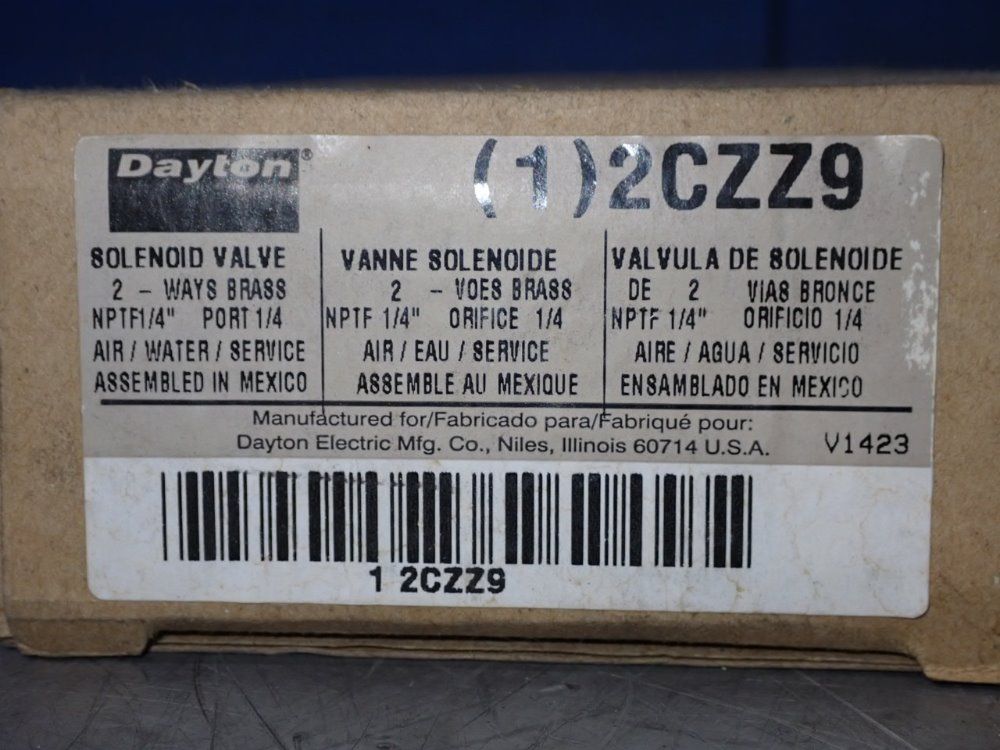 Dayton®
(1)2CZZ9
SOLENOID VALVE
2 - WAYS BRASS
NPTF1/4" PORT 1/4
AIR / WATER / SERVICE
ASSEMBLED IN MEXICO
VANNE SOLENOIDE
2 - VOES BRASS
NPTF 1/4" ORIFICE 1/4
AIR / EAU / SERVICE
ASSEMBLE AU MEXIQUE
VALVULA DE SOLENOIDE
DE 2 VIAS BRONCE
NPTF 1/4" ORIFICIO 1/4
AIRE / AGUA / SERVICIO
ENSAMBLADO EN MEXICO
Manufactured for/Fabricado para/Fabriqué pour:
Dayton Electric Mfg. Co., Niles, Illinois 60714 U.S.A.
V1423
1 2CZZ9